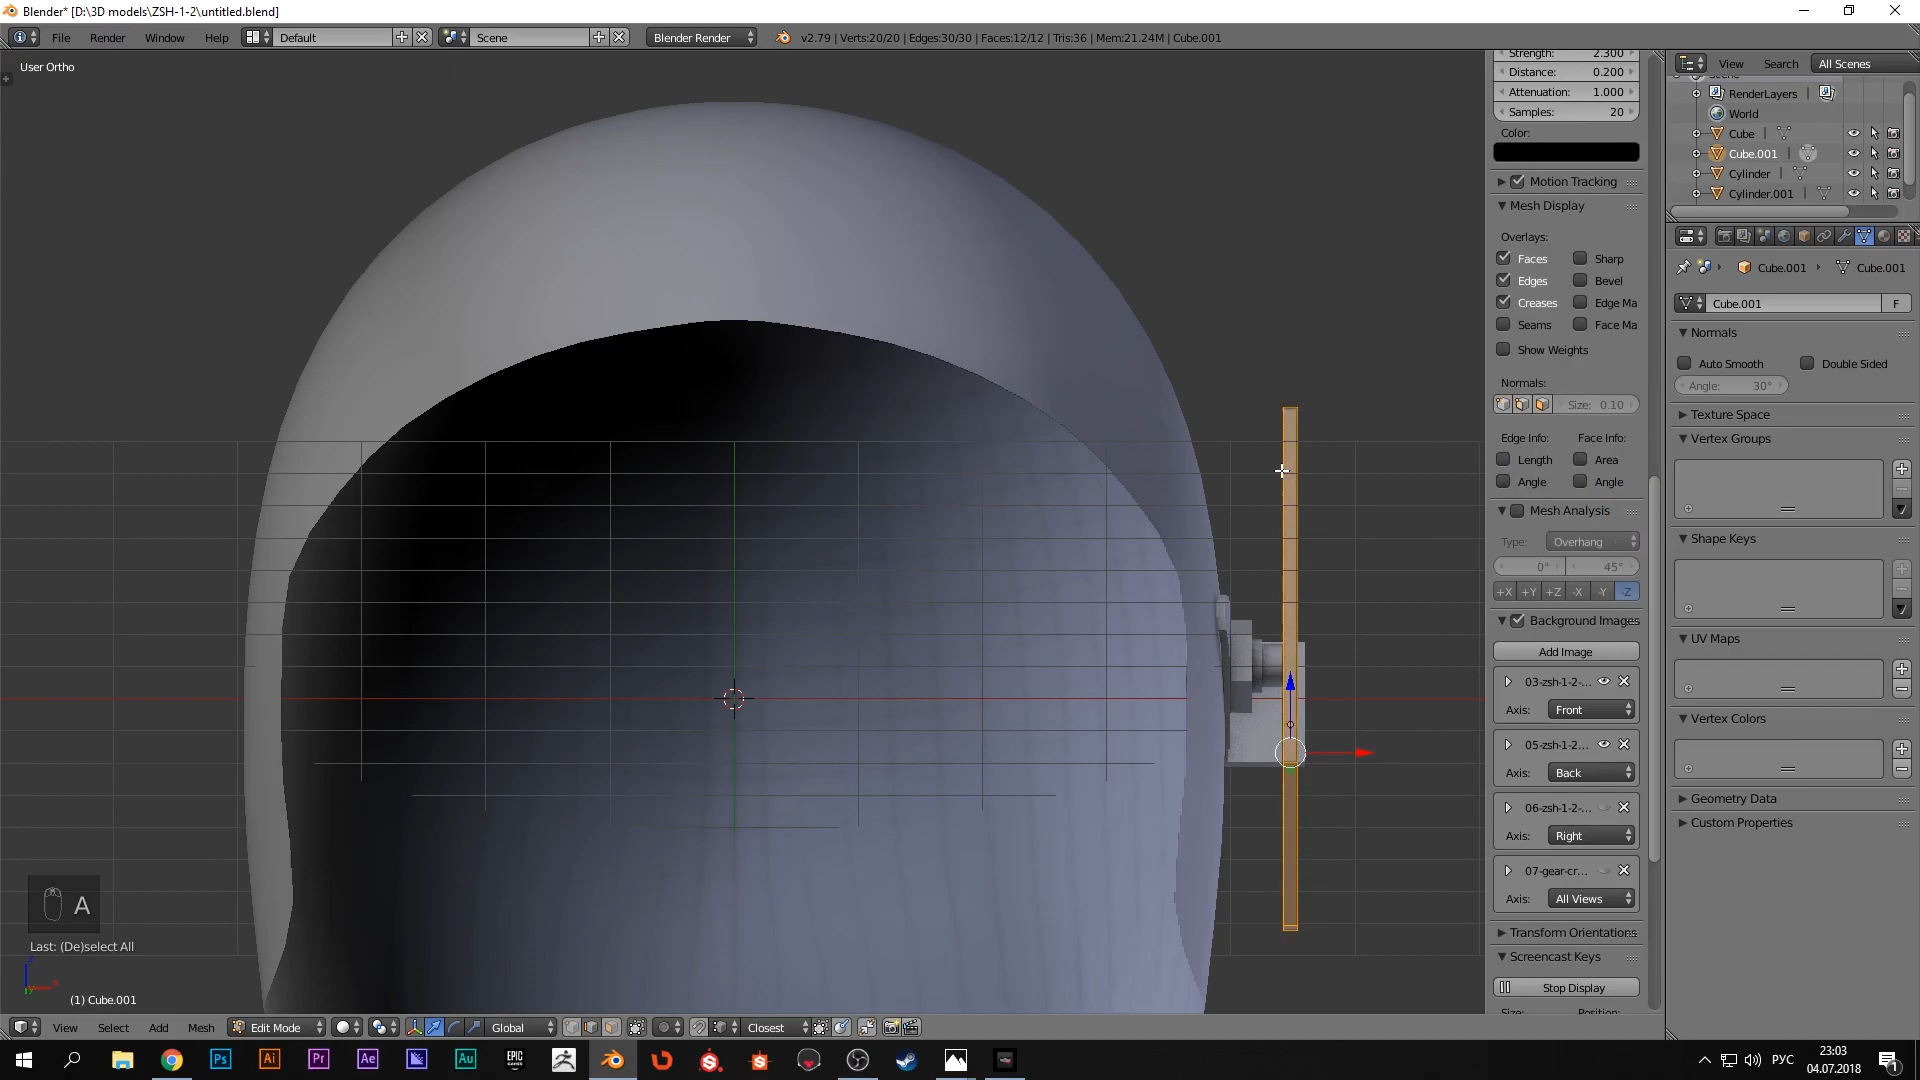 Blender* [D:\3D models\ZSH-1-2\untitled.blend]
File Render Window Help Default Scene Blender Render v2.79 | Verts:20/20 | Edges:30/30 | Faces:12/12 | Tris:36 | Mem:21.24M | Cube.001
User Ortho
Strength: 2.300
Distance: 0.200
Attenuation: 1.000
Samples: 20
Color:
Motion Tracking
Mesh Display
Overlays:
Faces Sharp
Edges Bevel
Creases Edge Ma
Seams Face Ma
Show Weights
Normals:
Size: 0.10
Edge Info: Face Info:
Length Area
Angle Angle
Mesh Analysis
Type: Overhang
0° 45°
+X +Y +Z -X -Y -Z
Background Images
Add Image
03-zsh-1-2-...
Axis: Front
05-zsh-1-2...
Axis: Back
06-zsh-1-2-...
Axis: Right
07-gear-cr...
Axis: All Views
Transform Orientations
Screencast Keys
Stop Display
View Search All Scenes
RenderLayers |
World
Cube |
Cube.001 |
Cylinder |
Cylinder.001 |
Cube.001 Cube.001
Cube.001 F
Normals
Auto Smooth Double Sided
Angle: 30°
Texture Space
Vertex Groups
Shape Keys
UV Maps
Vertex Colors
Geometry Data
Custom Properties
A
Last: (De)select All
z
(1) Cube.001
View Select Add Mesh Edit Mode Global Closest
Ps Ai Pr Ae Au EPIC GAMES РУС 23:03
04.07.2018
1